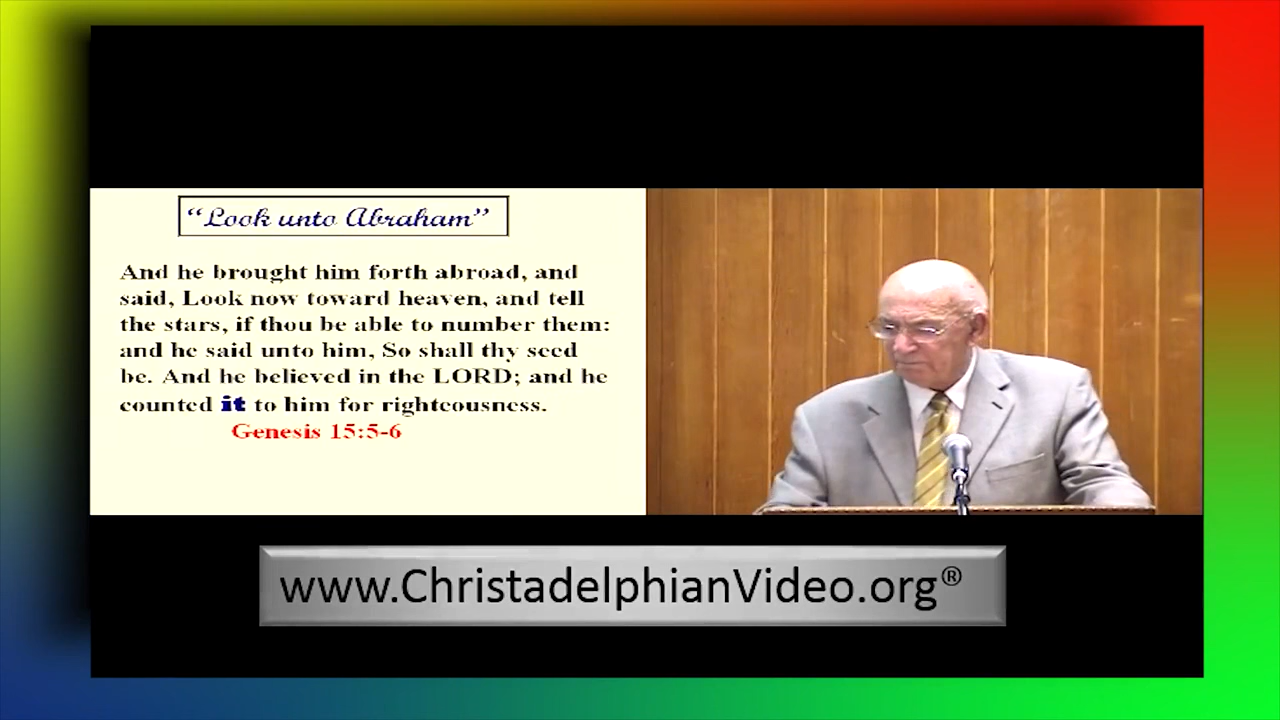 “Look unto Abraham”
And he brought him forth abroad, and
said, Look now toward heaven, and tell
the stars, if thou be able to number them:
and he said unto him, So shall thy seed
be. And he believed in the LORD; and he
counted it to him for righteousness.
Genesis 15:5-6
www.ChristadelphianVideo.org®